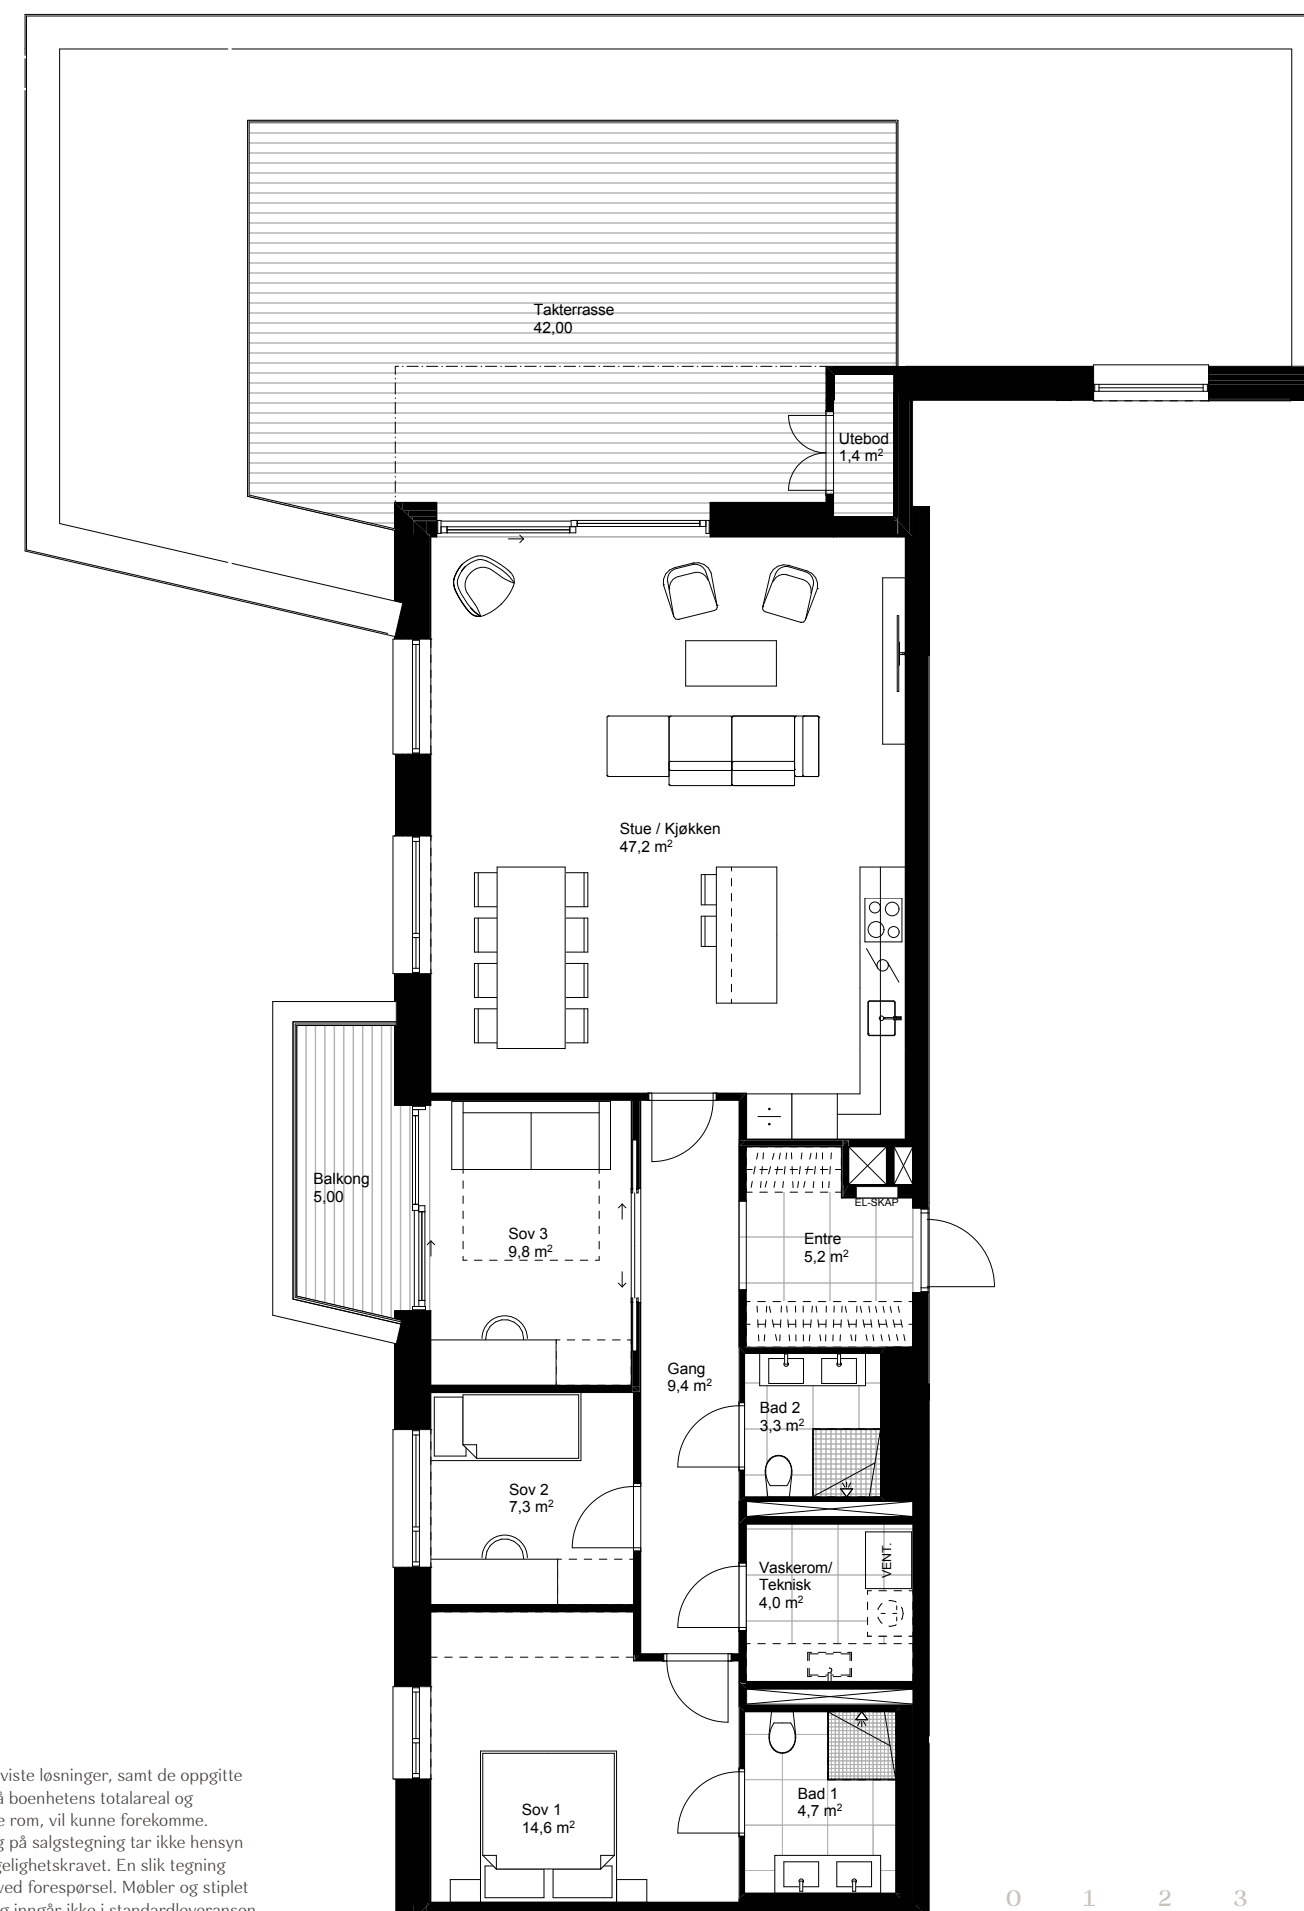 Takterrasse
42,00
Utebod
1,4 m²
Stue / Kjøkken
47,2 m²
Balkong
5,00
Sov 3
9,8 m²
EL-SKAP
Entre
5,2 m²
Gang
9,4 m²
Bad 2
3,3 m²
Sov 2
7,3 m²
Vaskerom/
Teknisk
4,0 m²
VENT.
Sov 1
14,6 m²
Bad 1
4,7 m²
viste løsninger, samt de oppgitte
å boenhetens totalareal og
e rom, vil kunne forekomme.
g på salgstegning tar ikke hensyn
gelighetskravet. En slik tegning
ved forespørsel. Møbler og stiplet
g inngår ikke i standardleveransen
0 1 2 3